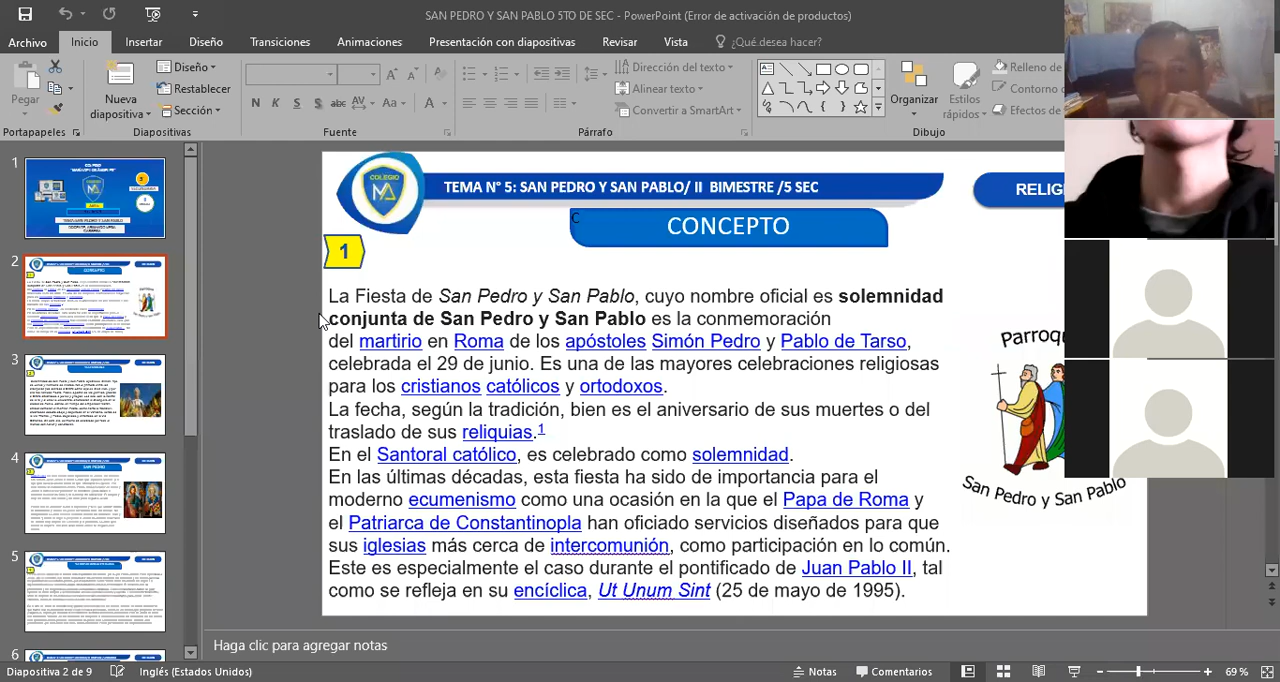 SAN PEDRO Y SAN PABLO 5TO DE SEC - PowerPoint (Error de activación de productos)
Archivo Inicio Insertar Diseño Transiciones Animaciones Presentación con diapositivas Revisar Vista ¿Qué desea hacer?
Pegar
Nueva diapositiva
Diseño
Restablecer
Sección
N K S S abc AV Aa A
Dirección del texto
Alinear texto
Convertir a SmartArt
Organizar
Estilos rápidos
Relleno de
Contorno
Efectos de
Portapapeles Diapositivas Fuente Párrafo Dibujo
1
2
3
4
5
6
COLEGIO
MA
TEMA N° 5: SAN PEDRO Y SAN PABLO/ II BIMESTRE /5 SEC
RELIG
C
CONCEPTO
1
La Fiesta de San Pedro y San Pablo, cuyo nombre oficial es solemnidad
conjunta de San Pedro y San Pablo es la conmemoración
del martirio en Roma de los apóstoles Simón Pedro y Pablo de Tarso,
celebrada el 29 de junio. Es una de las mayores celebraciones religiosas
para los cristianos católicos y ortodoxos.
La fecha, según la tradición, bien es el aniversario de sus muertes o del
traslado de sus reliquias.1
En el Santoral católico, es celebrado como solemnidad.
En las últimas décadas, esta fiesta ha sido de importancia para el
moderno ecumenismo como una ocasión en la que el Papa de Roma y
el Patriarca de Constantinopla han oficiado servicios diseñados para que
sus iglesias más cerca de intercomunión, como participación en lo común.
Este es especialmente el caso durante el pontificado de Juan Pablo II, tal
como se refleja en su encíclica, Ut Unum Sint (25 de mayo de 1995).
Parroqu
San Pedro y San Pablo
Haga clic para agregar notas
Diapositiva 2 de 9 Inglés (Estados Unidos) Notas Comentarios 69 %